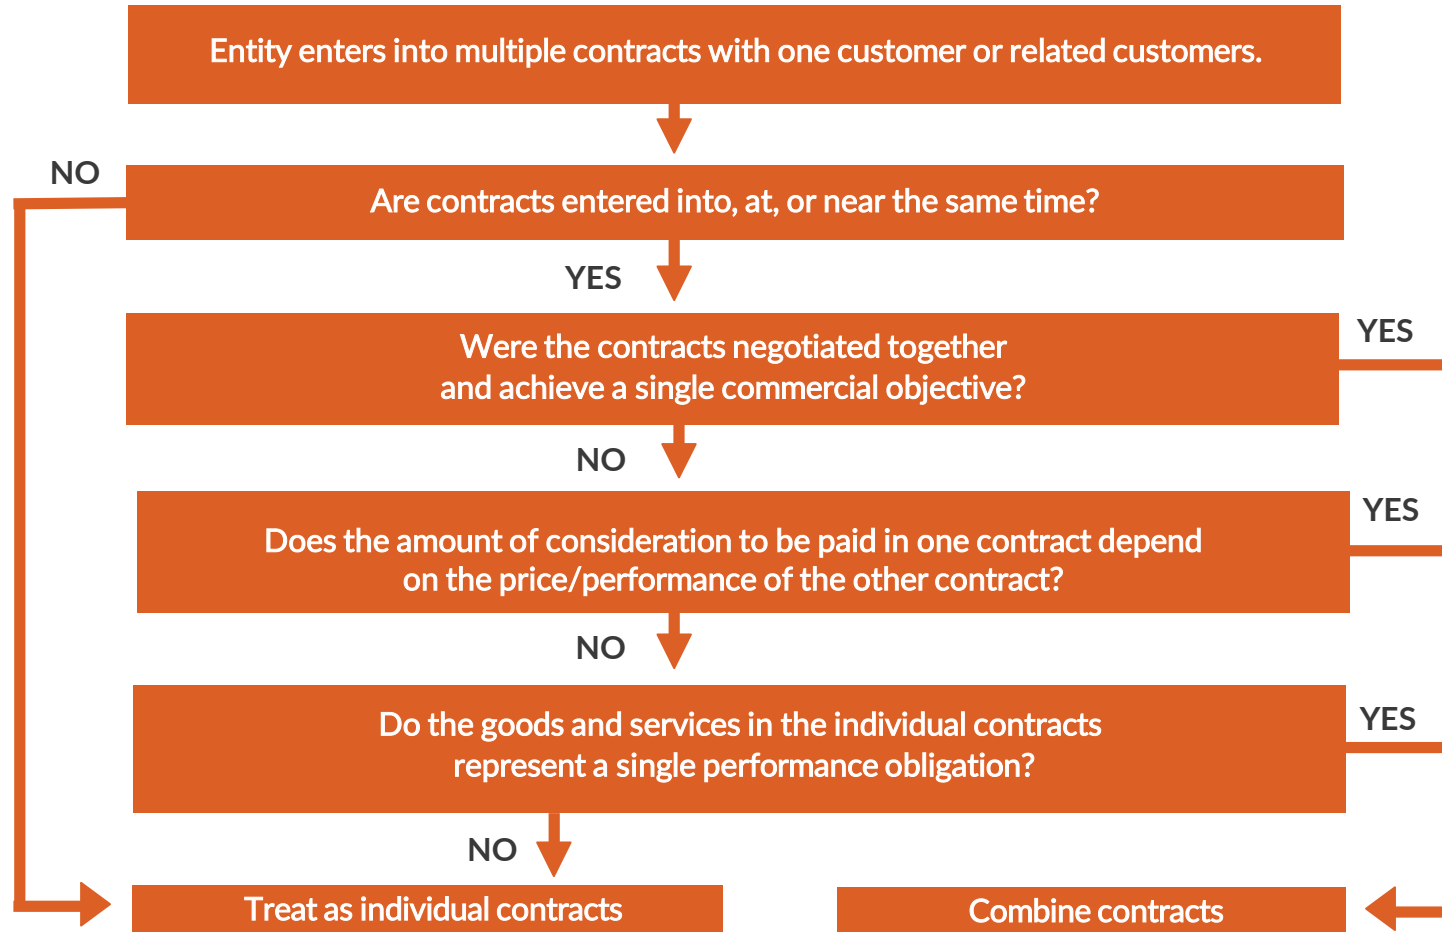 Entity enters into multiple contracts with one customer or related customers.
NO
Are contracts entered into, at, or near the same time?
YES
Were the contracts negotiated together
and achieve a single commercial objective?
YES
NO
Does the amount of consideration to be paid in one contract depend
on the price/performance of the other contract?
YES
NO
Do the goods and services in the individual contracts
represent a single performance obligation?
YES
NO
Treat as individual contracts
Combine contracts